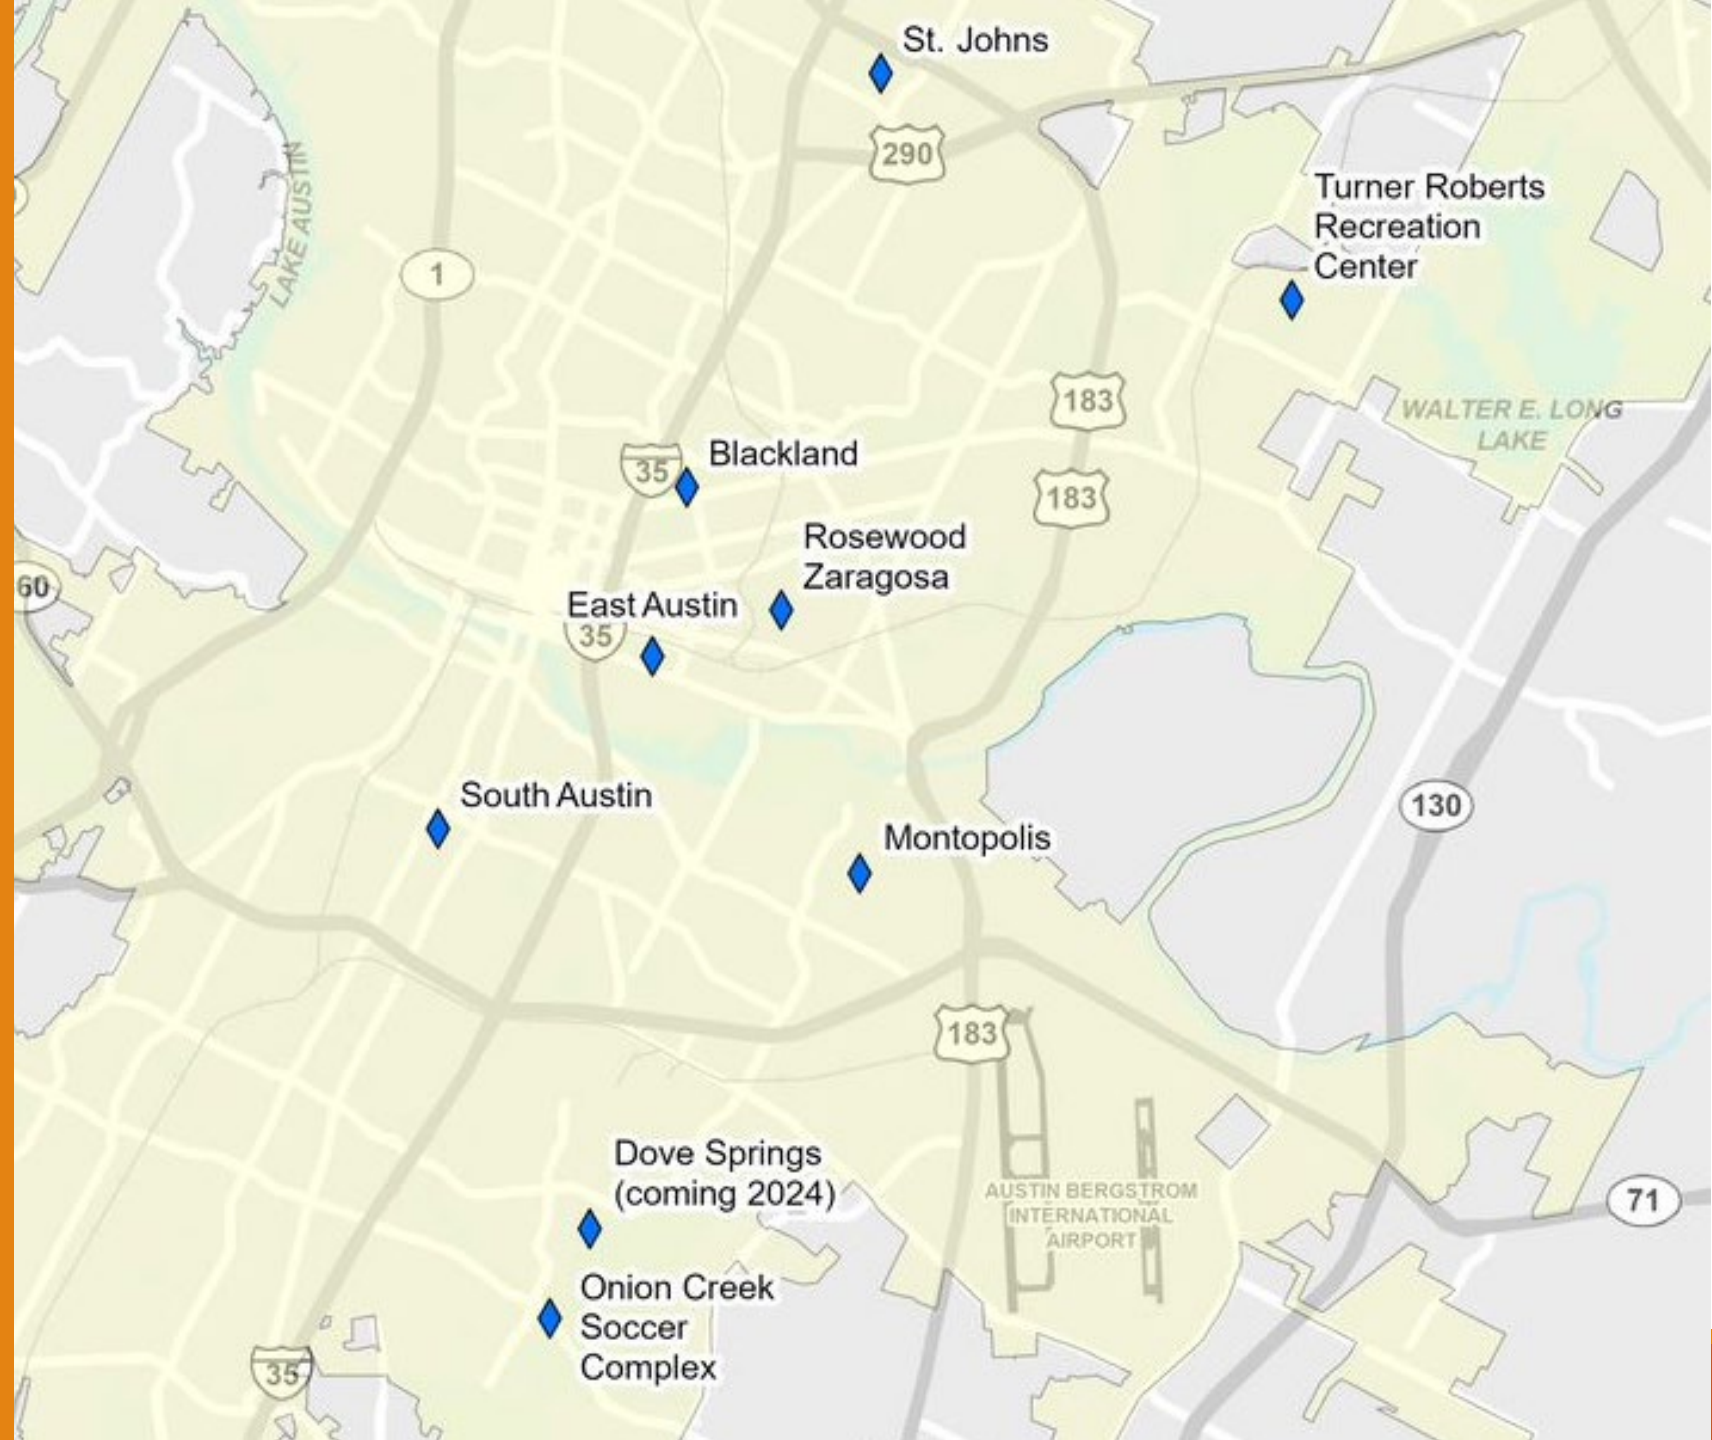 St. Johns
290
Turner Roberts
Recreation
Center
LAKE AUSTIN
1
183
WALTER E. LONG
LAKE
Blackland
35
183
Rosewood
Zaragosa
60
East Austin
35
South Austin
130
Montopolis
183
Dove Springs
(coming 2024)
AUSTIN BERGSTROM
INTERNATIONAL
AIRPORT
71
Onion Creek
Soccer
Complex
35